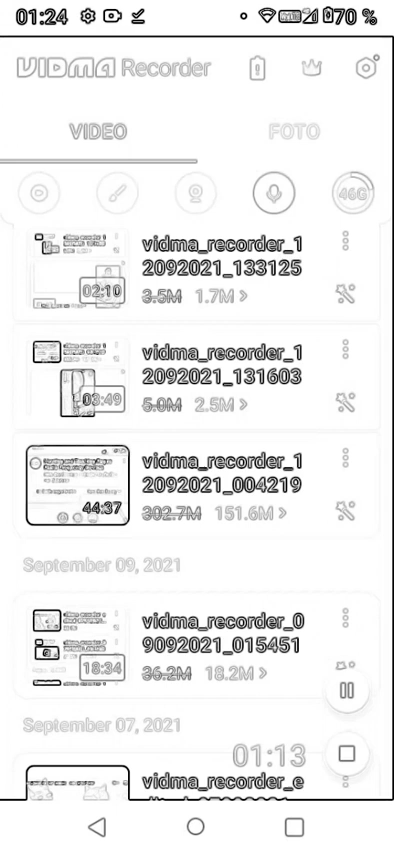 01:24
70 %
VIDMA Recorder
VIDEO
FOTO
46G
vidma_recorder_1
2092021_133125
02:10
3.5M 1.7M >
vidma_recorder_1
2092021_131603
03:49
5.0M 2.5M >
vidma_recorder_1
2092021_004219
44:37
302.7M 151.6M >
September 09, 2021
vidma_recorder_0
9092021_015451
18:34
36.2M 18.2M >
September 07, 2021
01:13
vidma_recorder_e